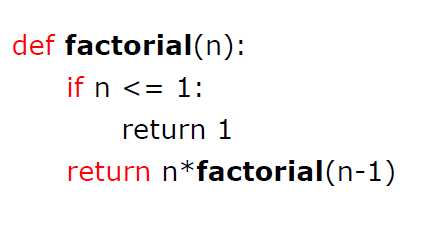 def factorial(n):
    if n <= 1:
        return 1
    return n*factorial(n-1)